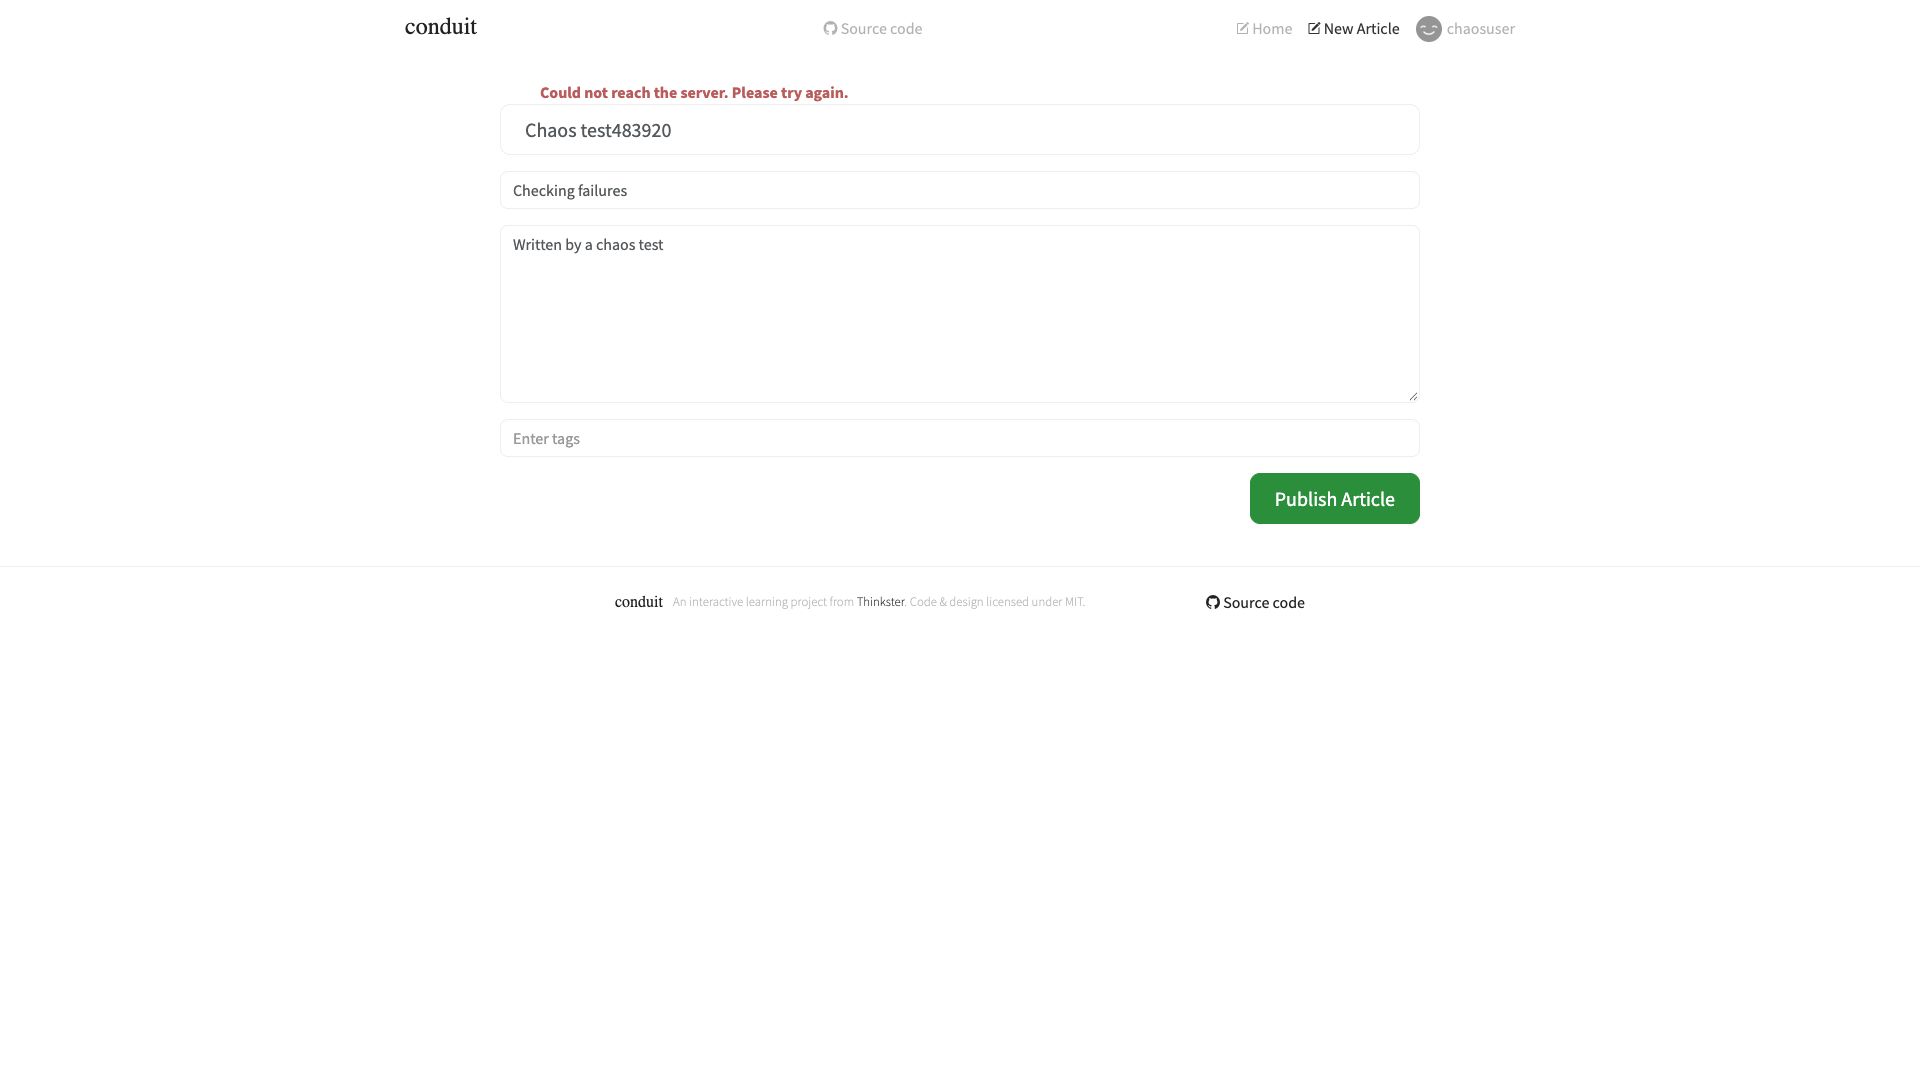 conduit
Source code
Home
New Article
chaosuser
Could not reach the server. Please try again.
Chaos test483920
Checking failures
Written by a chaos test
Enter tags
Publish Article
conduit An interactive learning project from Thinkster. Code & design licensed under MIT.
Source code